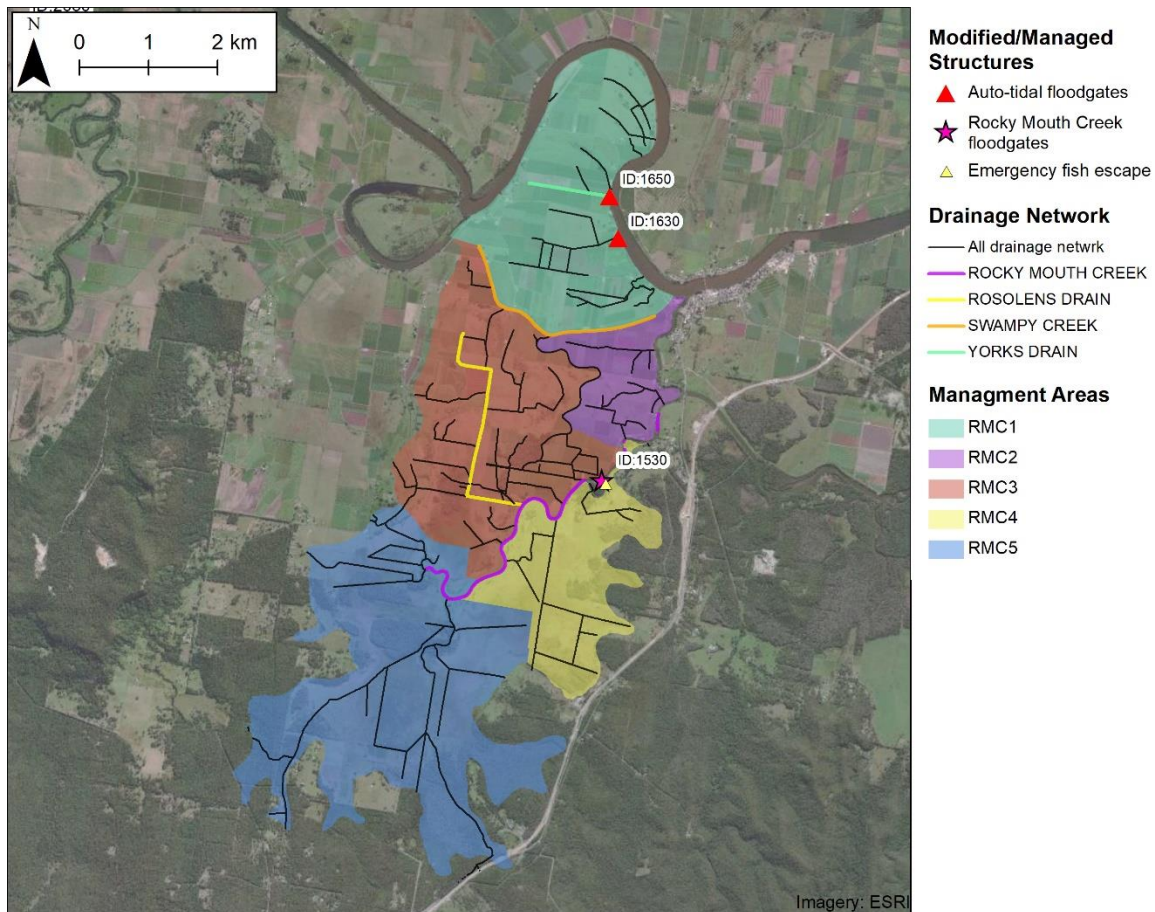 N
0 1 2 km
ID:1650
ID:1630
ID:1530
Imagery: ESRI
Modified/Managed
Structures
Auto-tidal floodgates
Rocky Mouth Creek
floodgates
Emergency fish escape
Drainage Network
All drainage netwrk
ROCKY MOUTH CREEK
ROSOLENS DRAIN
SWAMPY CREEK
YORKS DRAIN
Managment Areas
RMC1
RMC2
RMC3
RMC4
RMC5